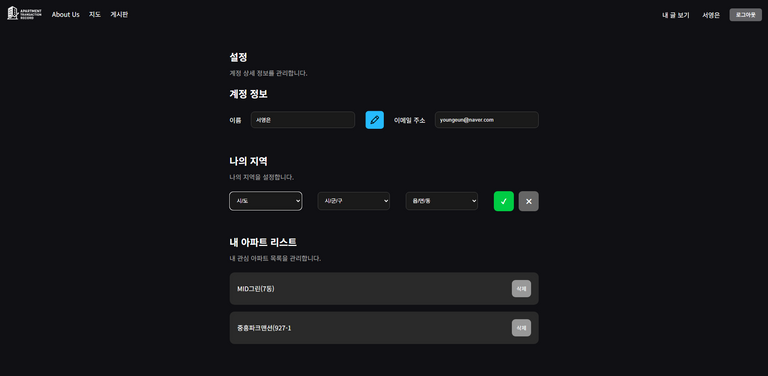 APARTMENT
TRANSACTION
RECORD
About Us
지도
게시판
내 글 보기
서영은
로그아웃
설정
계정 상세 정보를 관리합니다.
계정 정보
이름
서영은
이메일 주소
youngeun@naver.com
나의 지역
나의 지역을 설정합니다.
시/도
시/군/구
읍/면/동
내 아파트 리스트
내 관심 아파트 목록을 관리합니다.
MID그린(7동)
삭제
중흥파크맨션(927-1
삭제